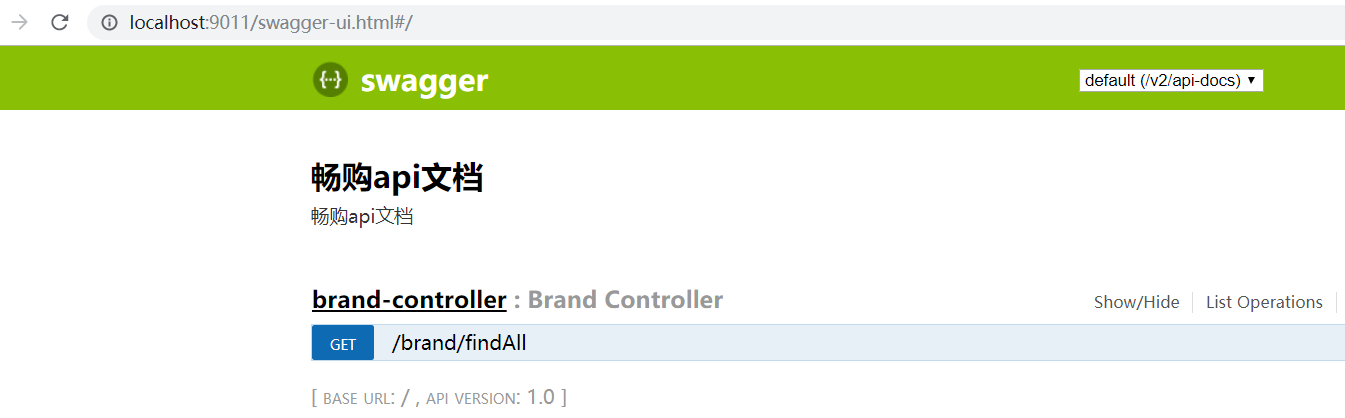 localhost:9011/swagger-ui.html#/
{···} swagger
default (/v2/api-docs)
畅购api文档
畅购api文档
brand-controller : Brand Controller
Show/Hide
List Operations
GET /brand/findAll
[ BASE URL: / , API VERSION: 1.0 ]